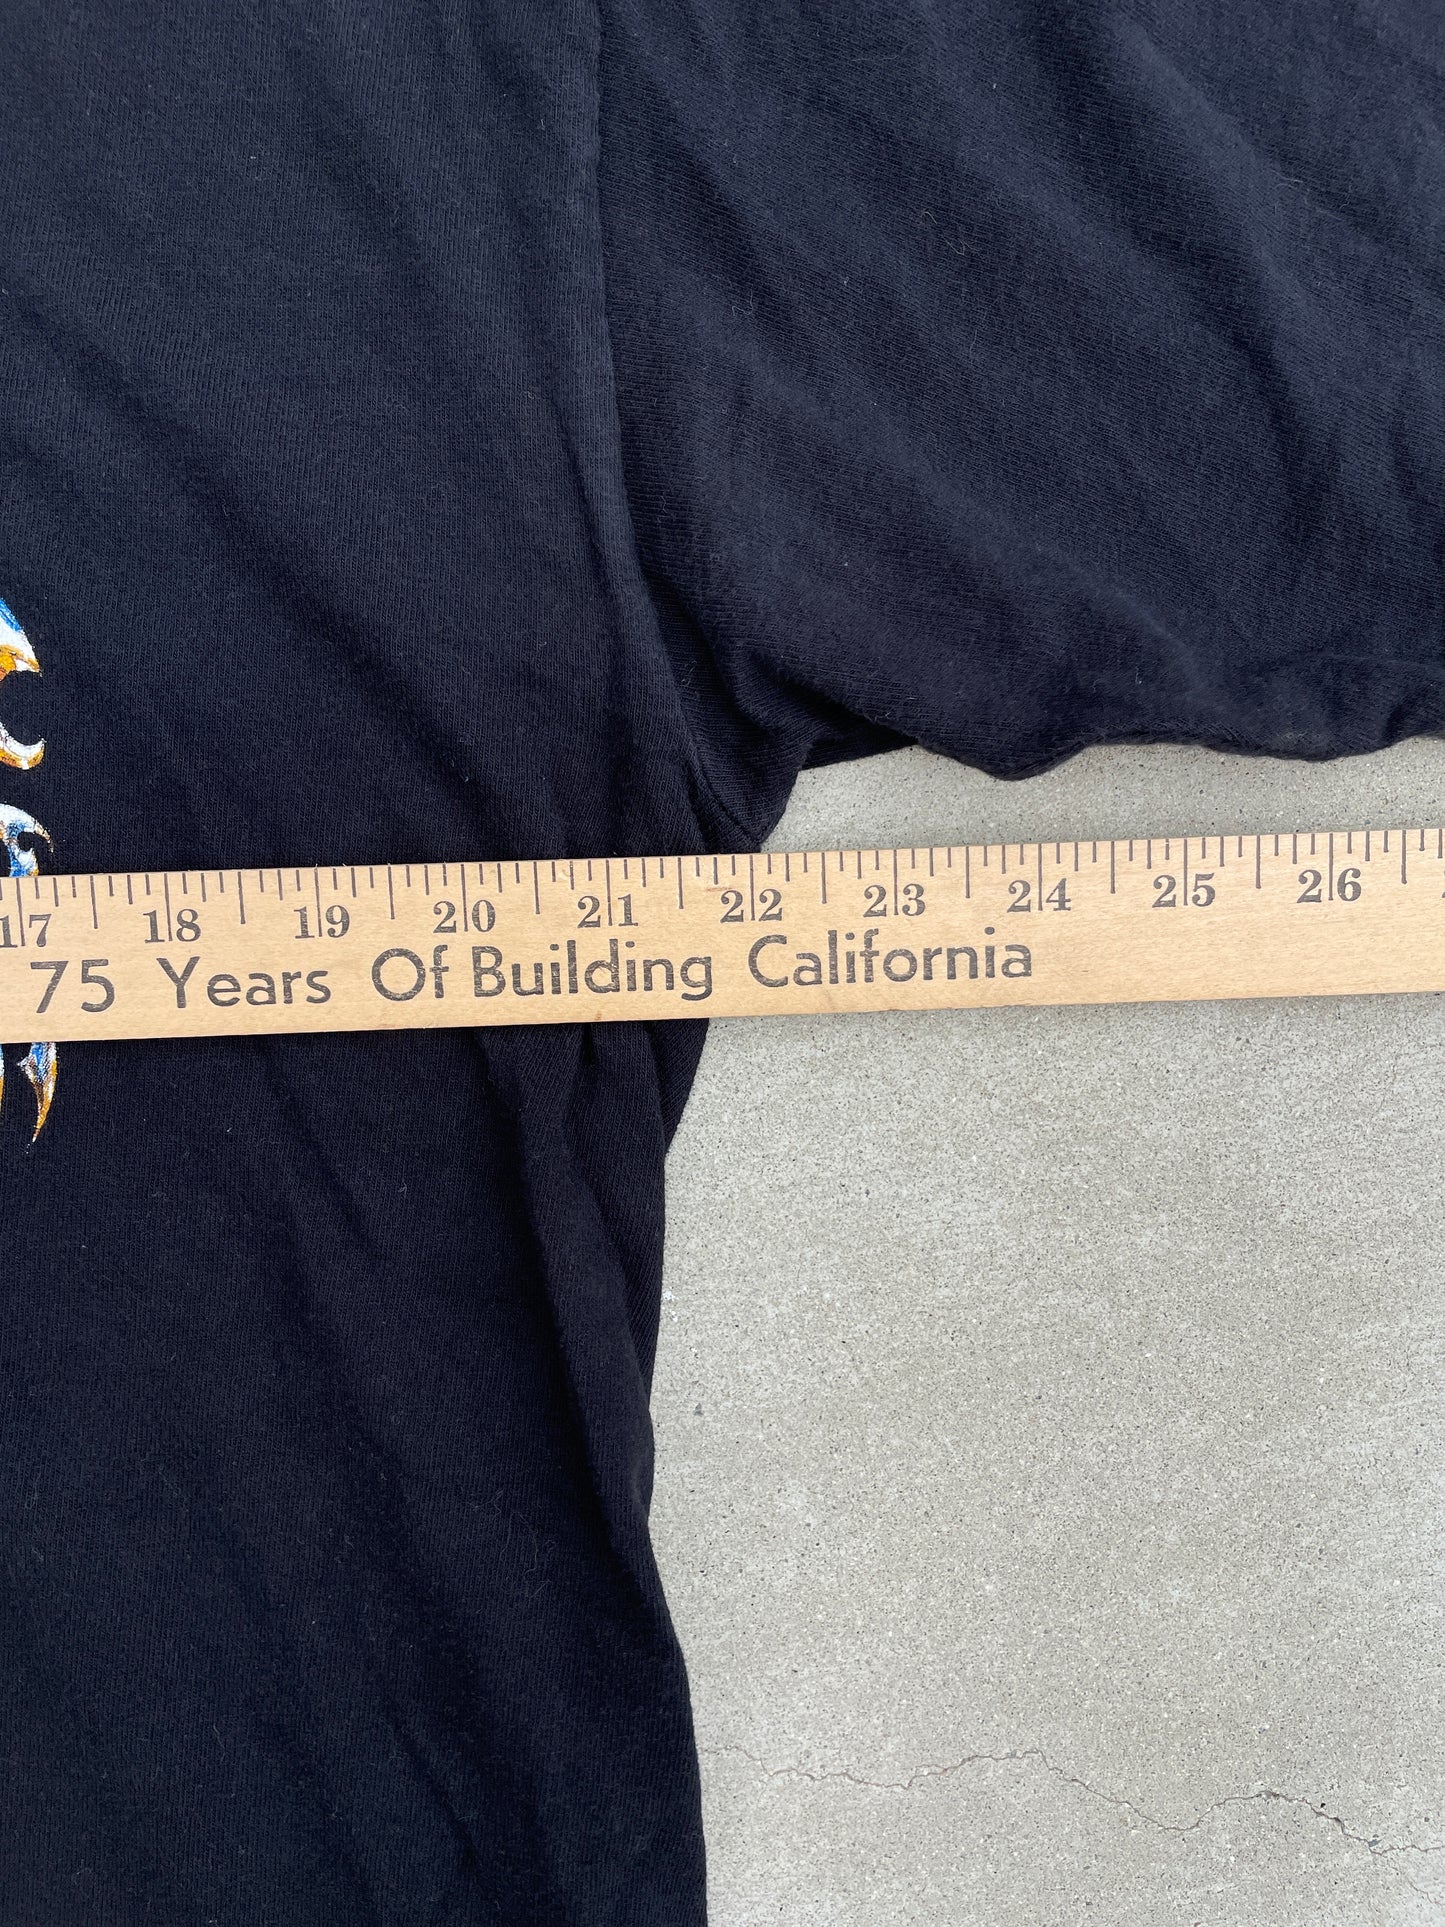 17 18 19 20 21 22 23 24 25 26
75 Years Of Building California